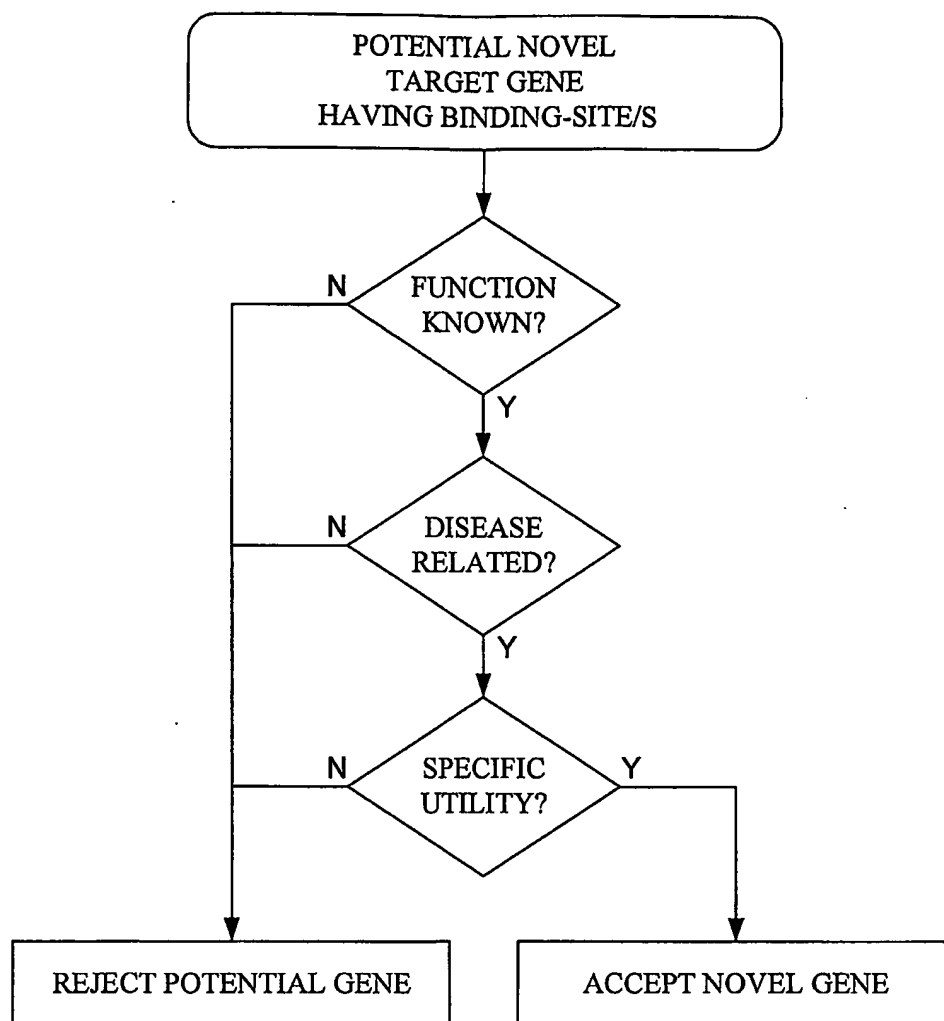 POTENTIAL NOVEL
TARGET GENE
HAVING BINDING-SITE/S
N
FUNCTION
KNOWN?
Y
N
DISEASE
RELATED?
Y
N
SPECIFIC
UTILITY?
Y
REJECT POTENTIAL GENE
ACCEPT NOVEL GENE